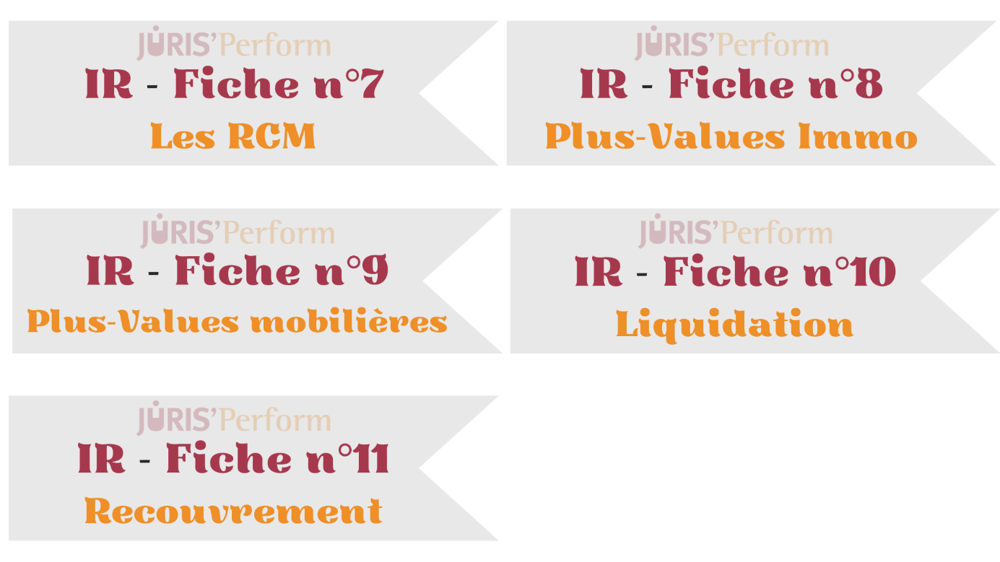 JURIS'Perform
IR - Fiche n°7
Les RCM
JURIS'Perform
IR - Fiche n°8
Plus-Values Immo
JURIS'Perform
IR - Fiche n°9
Plus-Values mobilières
JURIS'Perform
IR - Fiche n°10
Liquidation
JURIS'Perform
IR - Fiche n°11
Recouvrement